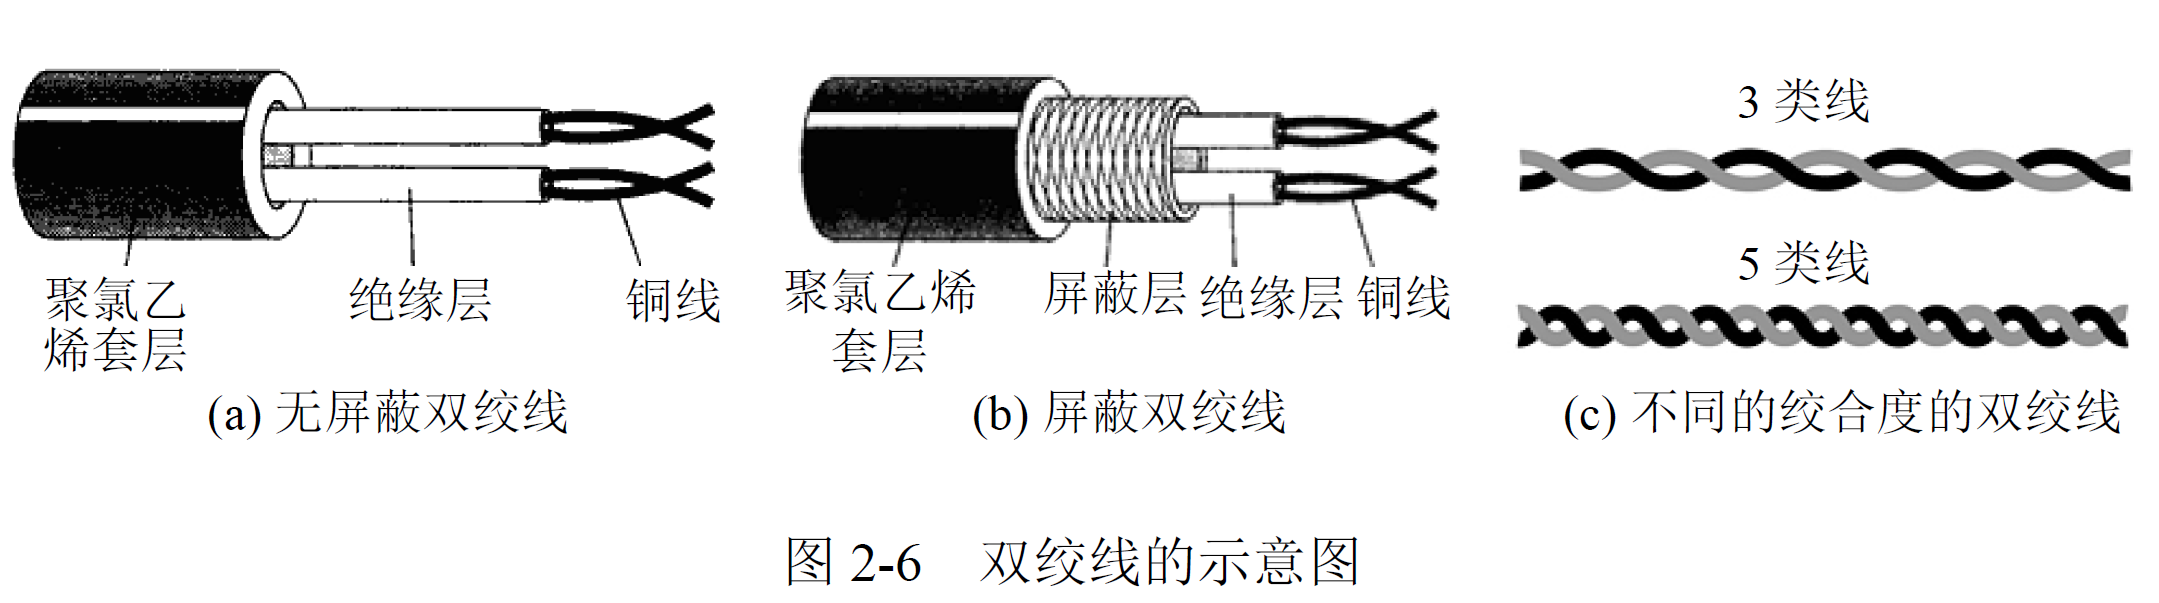 聚氯乙
烯套层
绝缘层
铜线
(a) 无屏蔽双绞线
聚氯乙烯
套层
屏蔽层
绝缘层
铜线
(b) 屏蔽双绞线
3 类线
5 类线
(c) 不同的绞合度的双绞线
图 2-6 双绞线的示意图